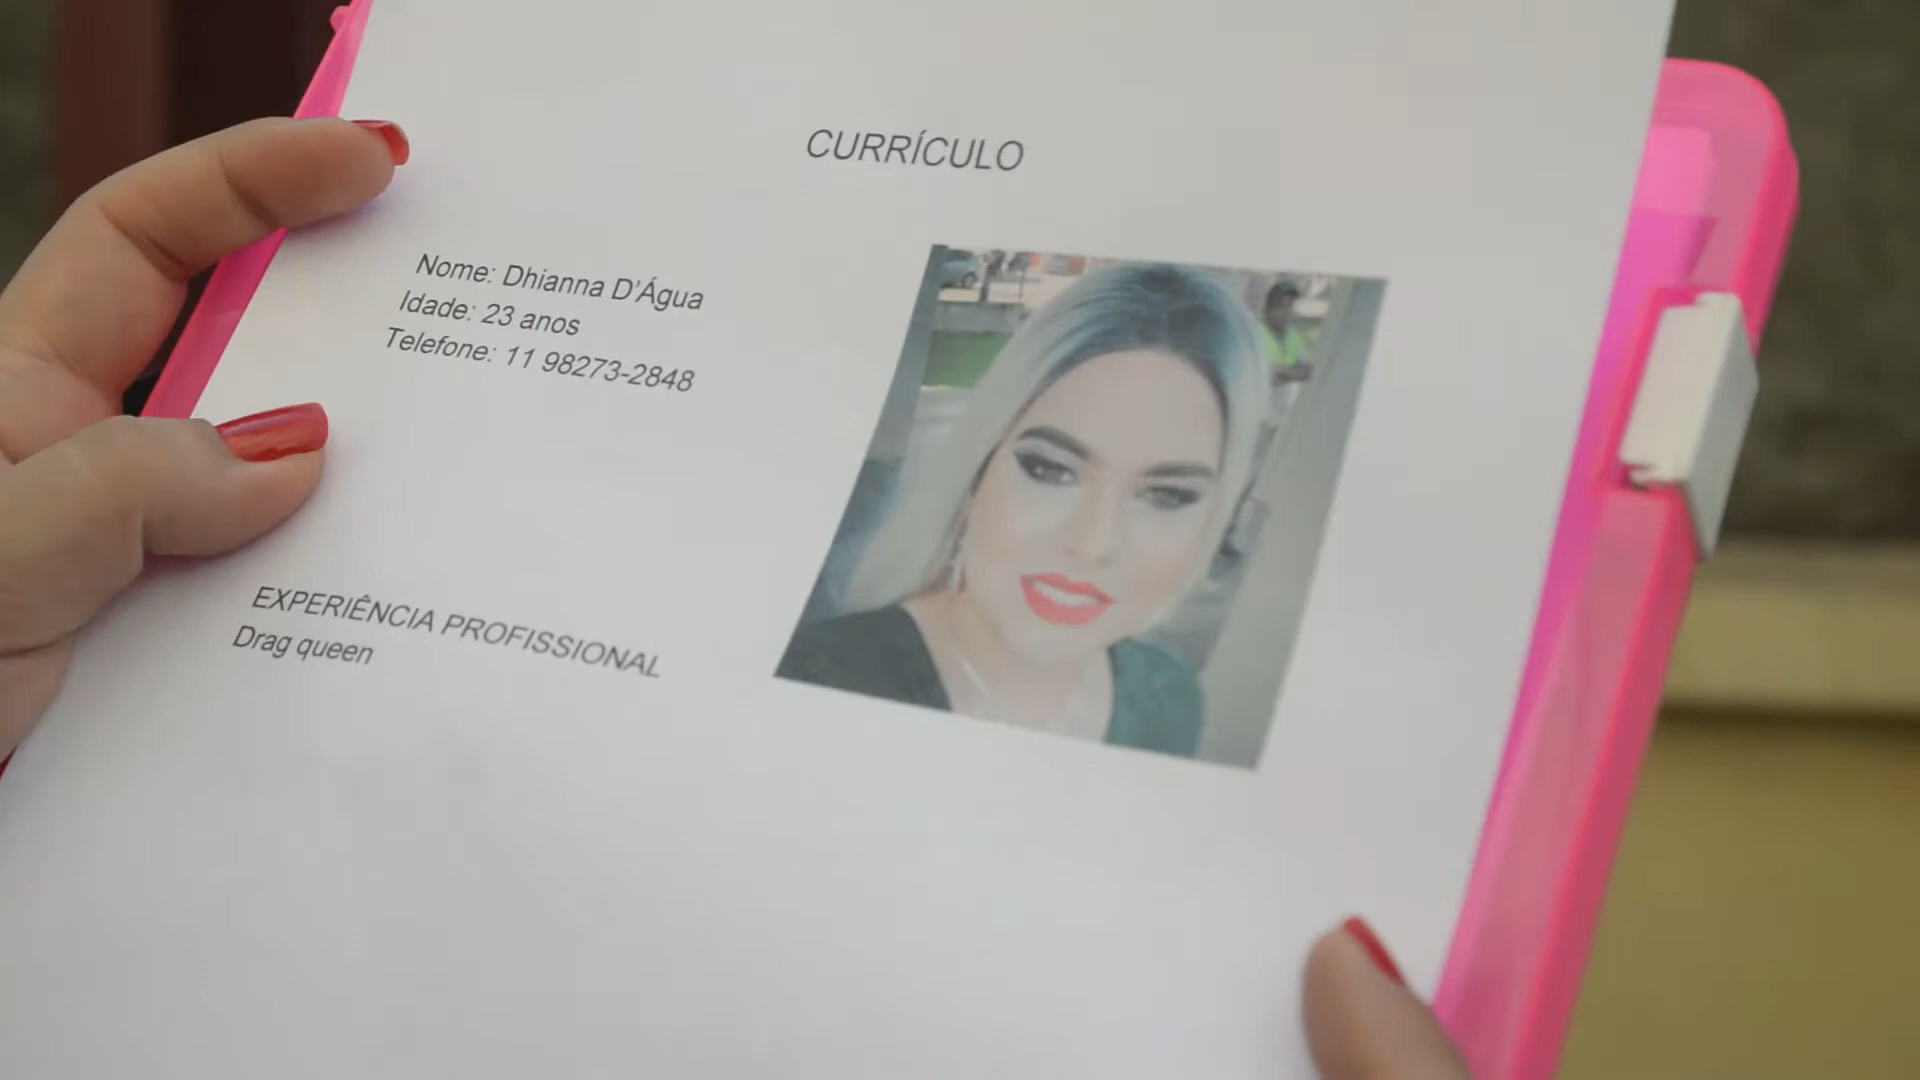 CURRÍCULO
Nome: Dhianna D'Água
Idade: 23 anos
Telefone: 11 98273-2848
EXPERIÊNCIA PROFISSIONAL
Drag queen